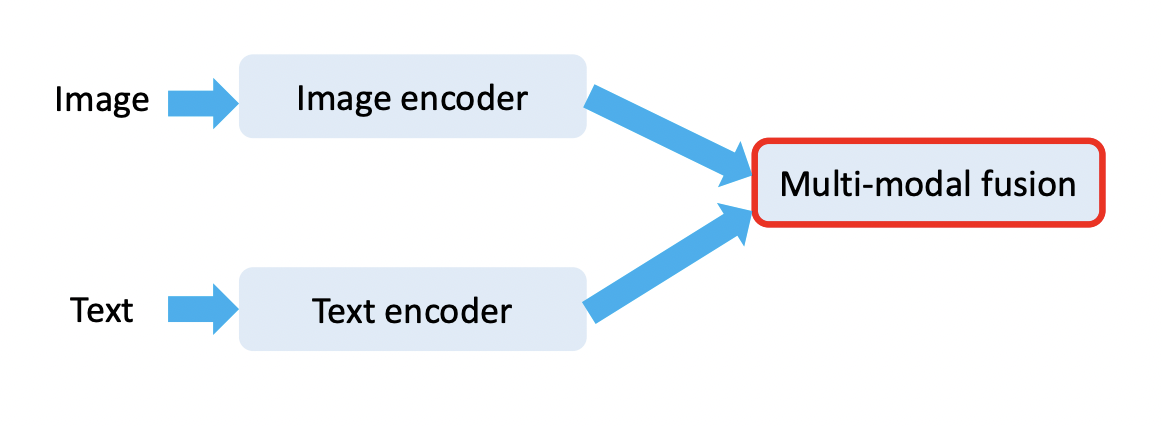 Image
Image encoder
Multi-modal fusion
Text
Text encoder